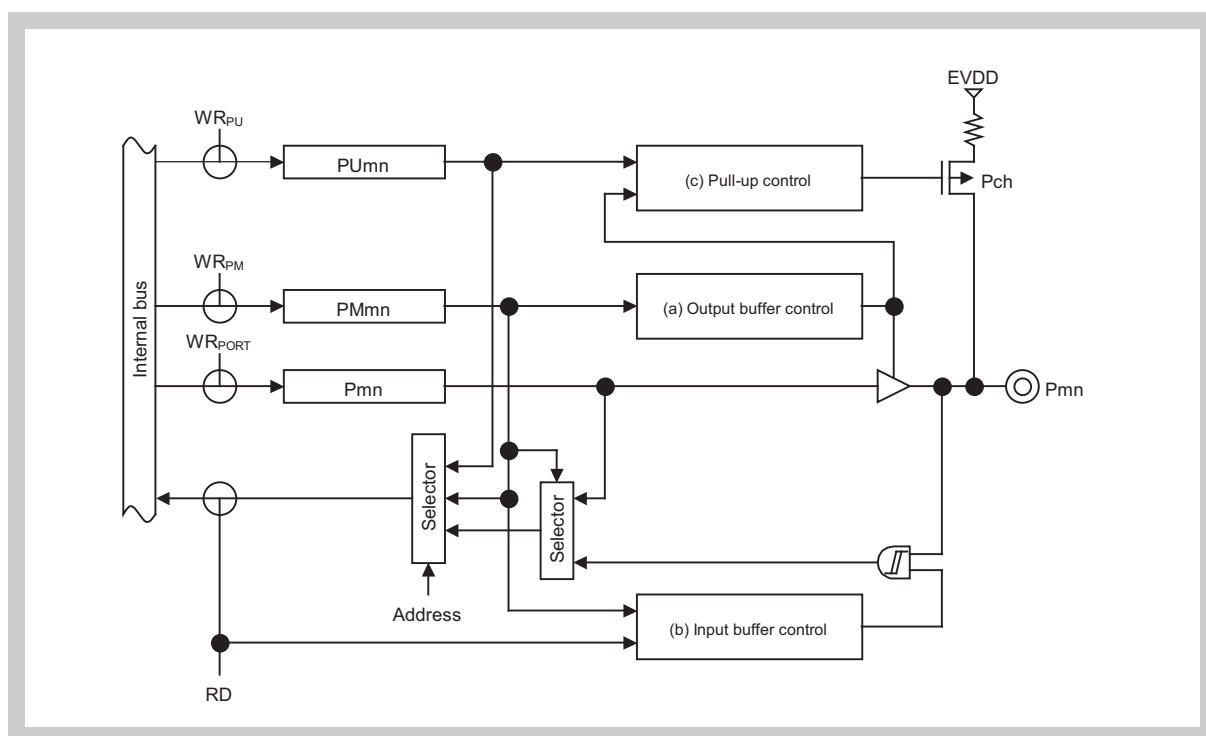 EVDD
WRPU
PUmn
(c) Pull-up control
Pch
WRPM
PMmn
(a) Output buffer control
Internal bus
WRPORT
Pmn
Pmn
Selector
Selector
Address
(b) Input buffer control
RD